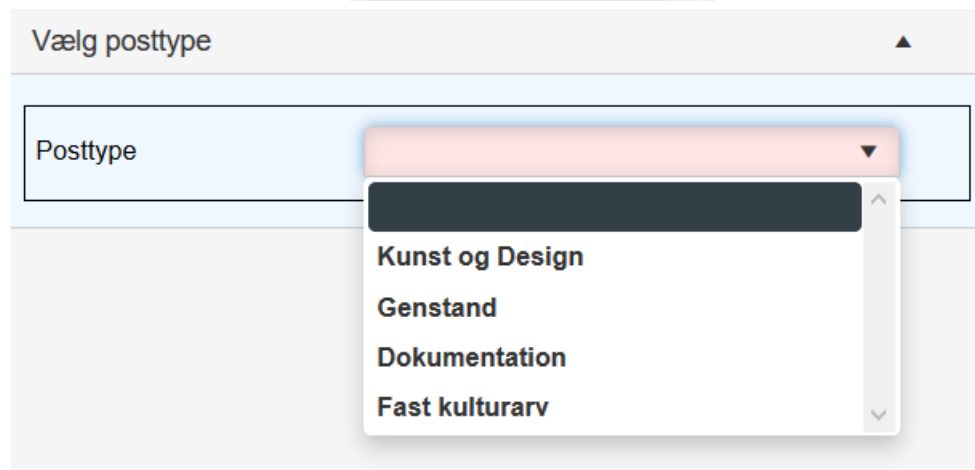 Vælg posttype
Posttype
Kunst og Design
Genstand
Dokumentation
Fast kulturarv